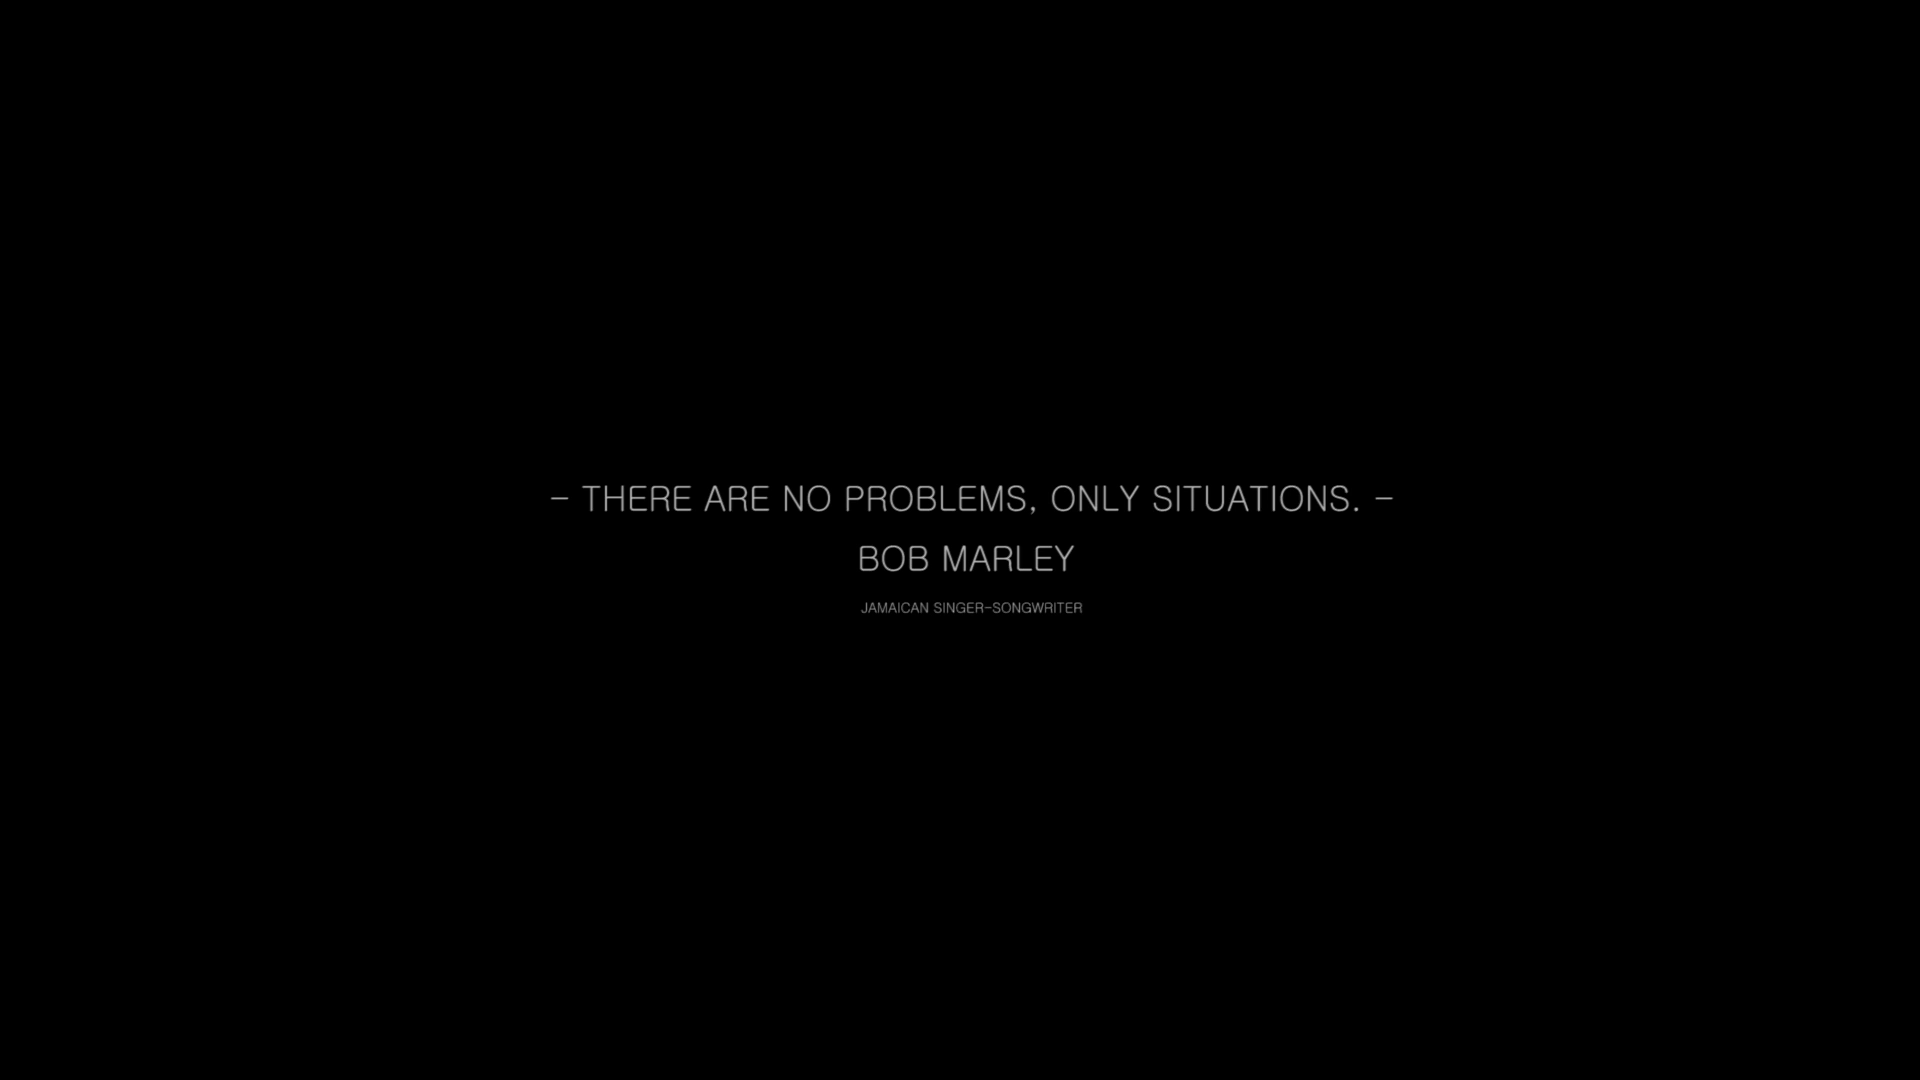 – THERE ARE NO PROBLEMS, ONLY SITUATIONS. –
BOB MARLEY
JAMAICAN SINGER–SONGWRITER